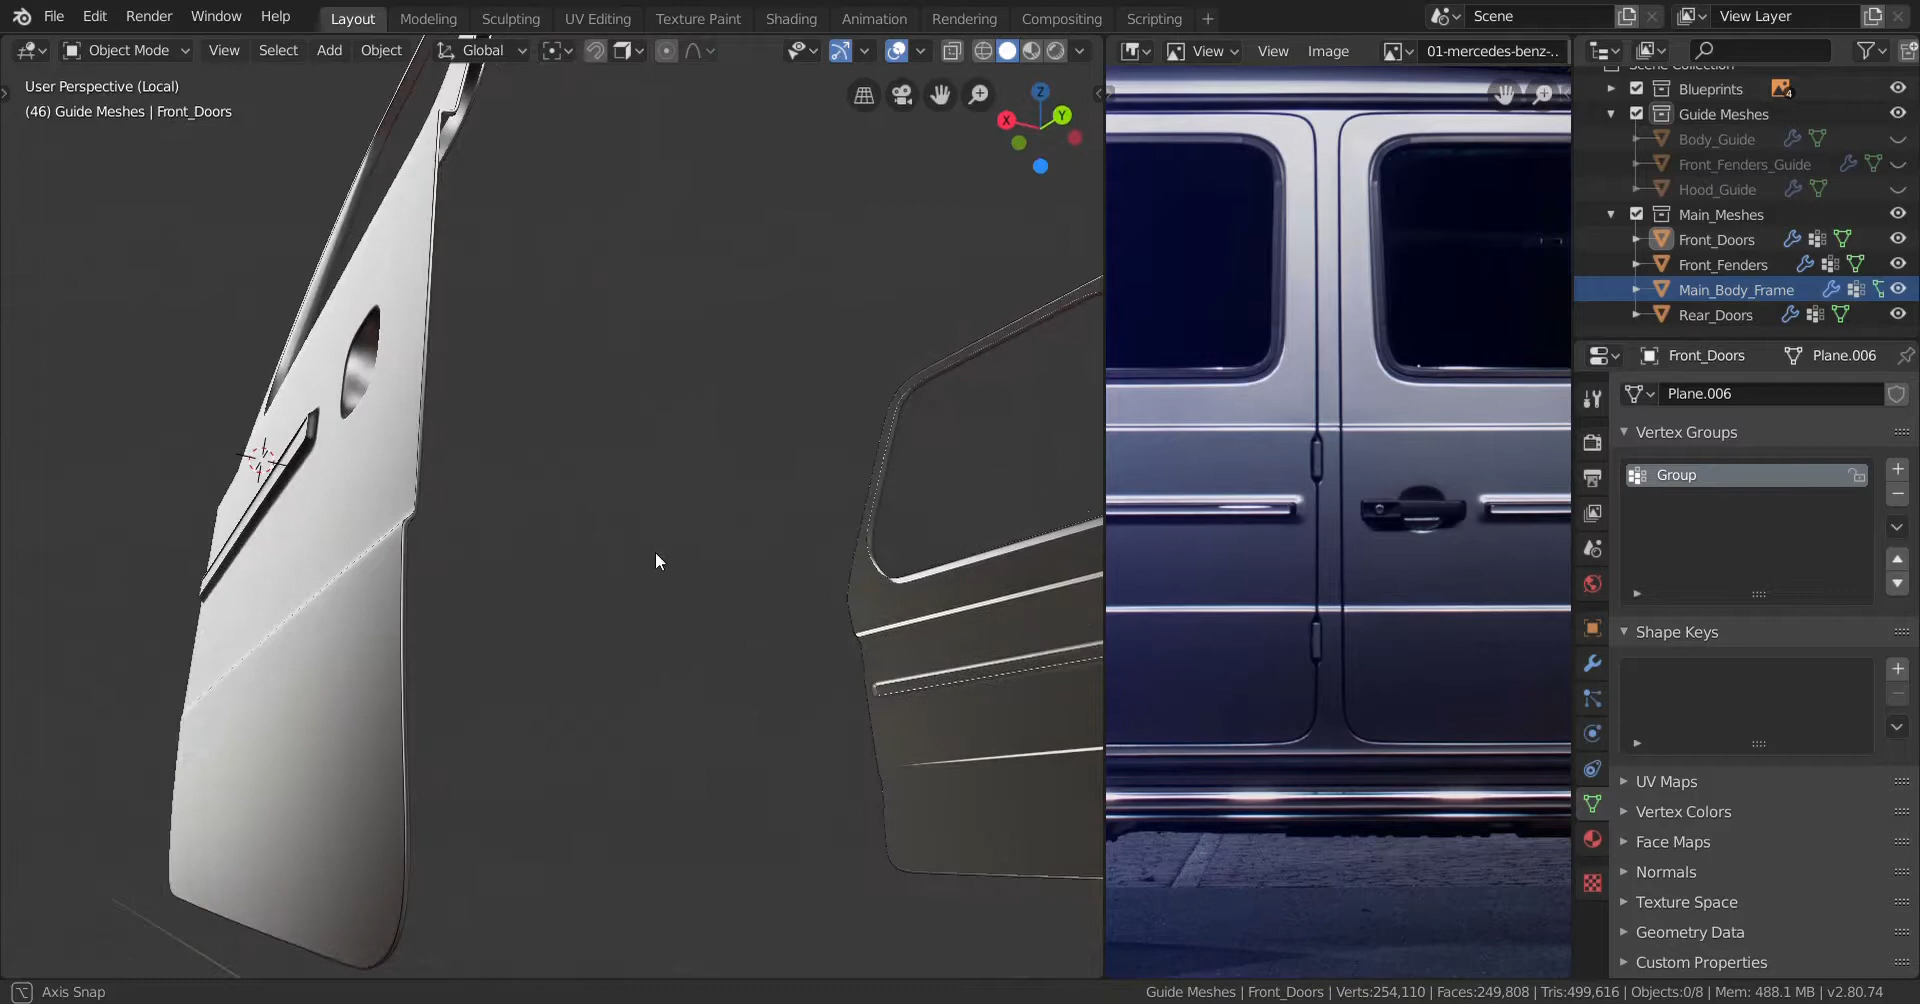 File Edit Render Window Help Layout Modeling Sculpting UV Editing Texture Paint Shading Animation Rendering Compositing Scripting + Scene View Layer
Object Mode View Select Add Object Global View View Image 01-mercedes-benz-..
User Perspective (Local)
(46) Guide Meshes | Front_Doors
Z
X
Y
Scene Collection
Blueprints 4
Guide Meshes
Body_Guide
Front_Fenders_Guide
Hood_Guide
Main_Meshes
Front_Doors
Front_Fenders
Main_Body_Frame
Rear_Doors
Front_Doors Plane.006
Plane.006
Vertex Groups
Group
Shape Keys
UV Maps
Vertex Colors
Face Maps
Normals
Texture Space
Geometry Data
Custom Properties
Axis Snap
Guide Meshes | Front_Doors | Verts:254,110 | Faces:249,808 | Tris:499,616 | Objects:0/8 | Mem: 488.1 MB | v2.80.74